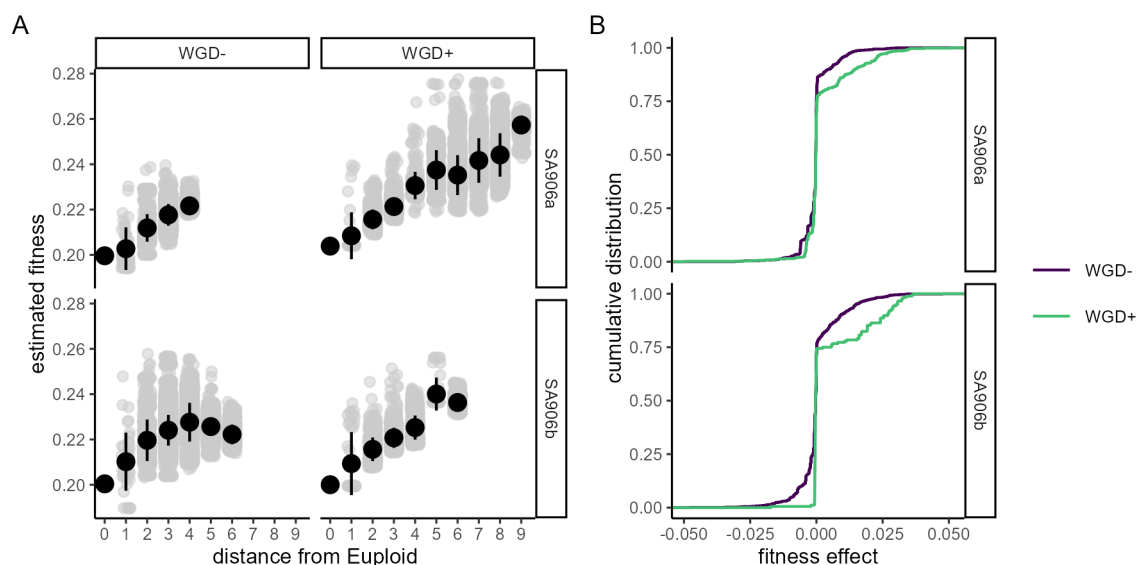 A
WGD-
WGD+
0.28
0.26
0.24
0.22
0.20
SA906a
0.28
0.26
0.24
0.22
0.20
SA906b
estimated fitness
0 1 2 3 4 5 6 7 8 9
0 1 2 3 4 5 6 7 8 9
distance from Euploid
B
1.00
0.75
0.50
0.25
0.00
SA906a
1.00
0.75
0.50
0.25
0.00
SA906b
cumulative distribution
-0.050 -0.025 0.000 0.025 0.050
fitness effect
WGD-
WGD+